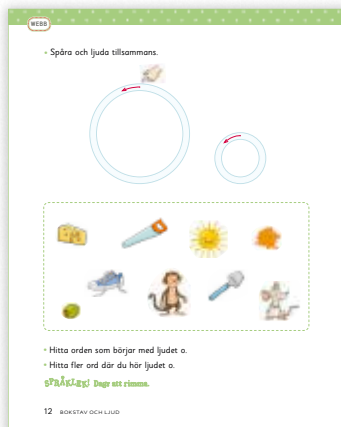 WEBB
• Spåra och ljuda tillsammans.
• Hitta orden som börjar med ljudet o.
• Hitta fler ord där du hör ljudet o.
SPRÅKLEK! Dags att rimma.
12 BOKSTAV OCH LJUD